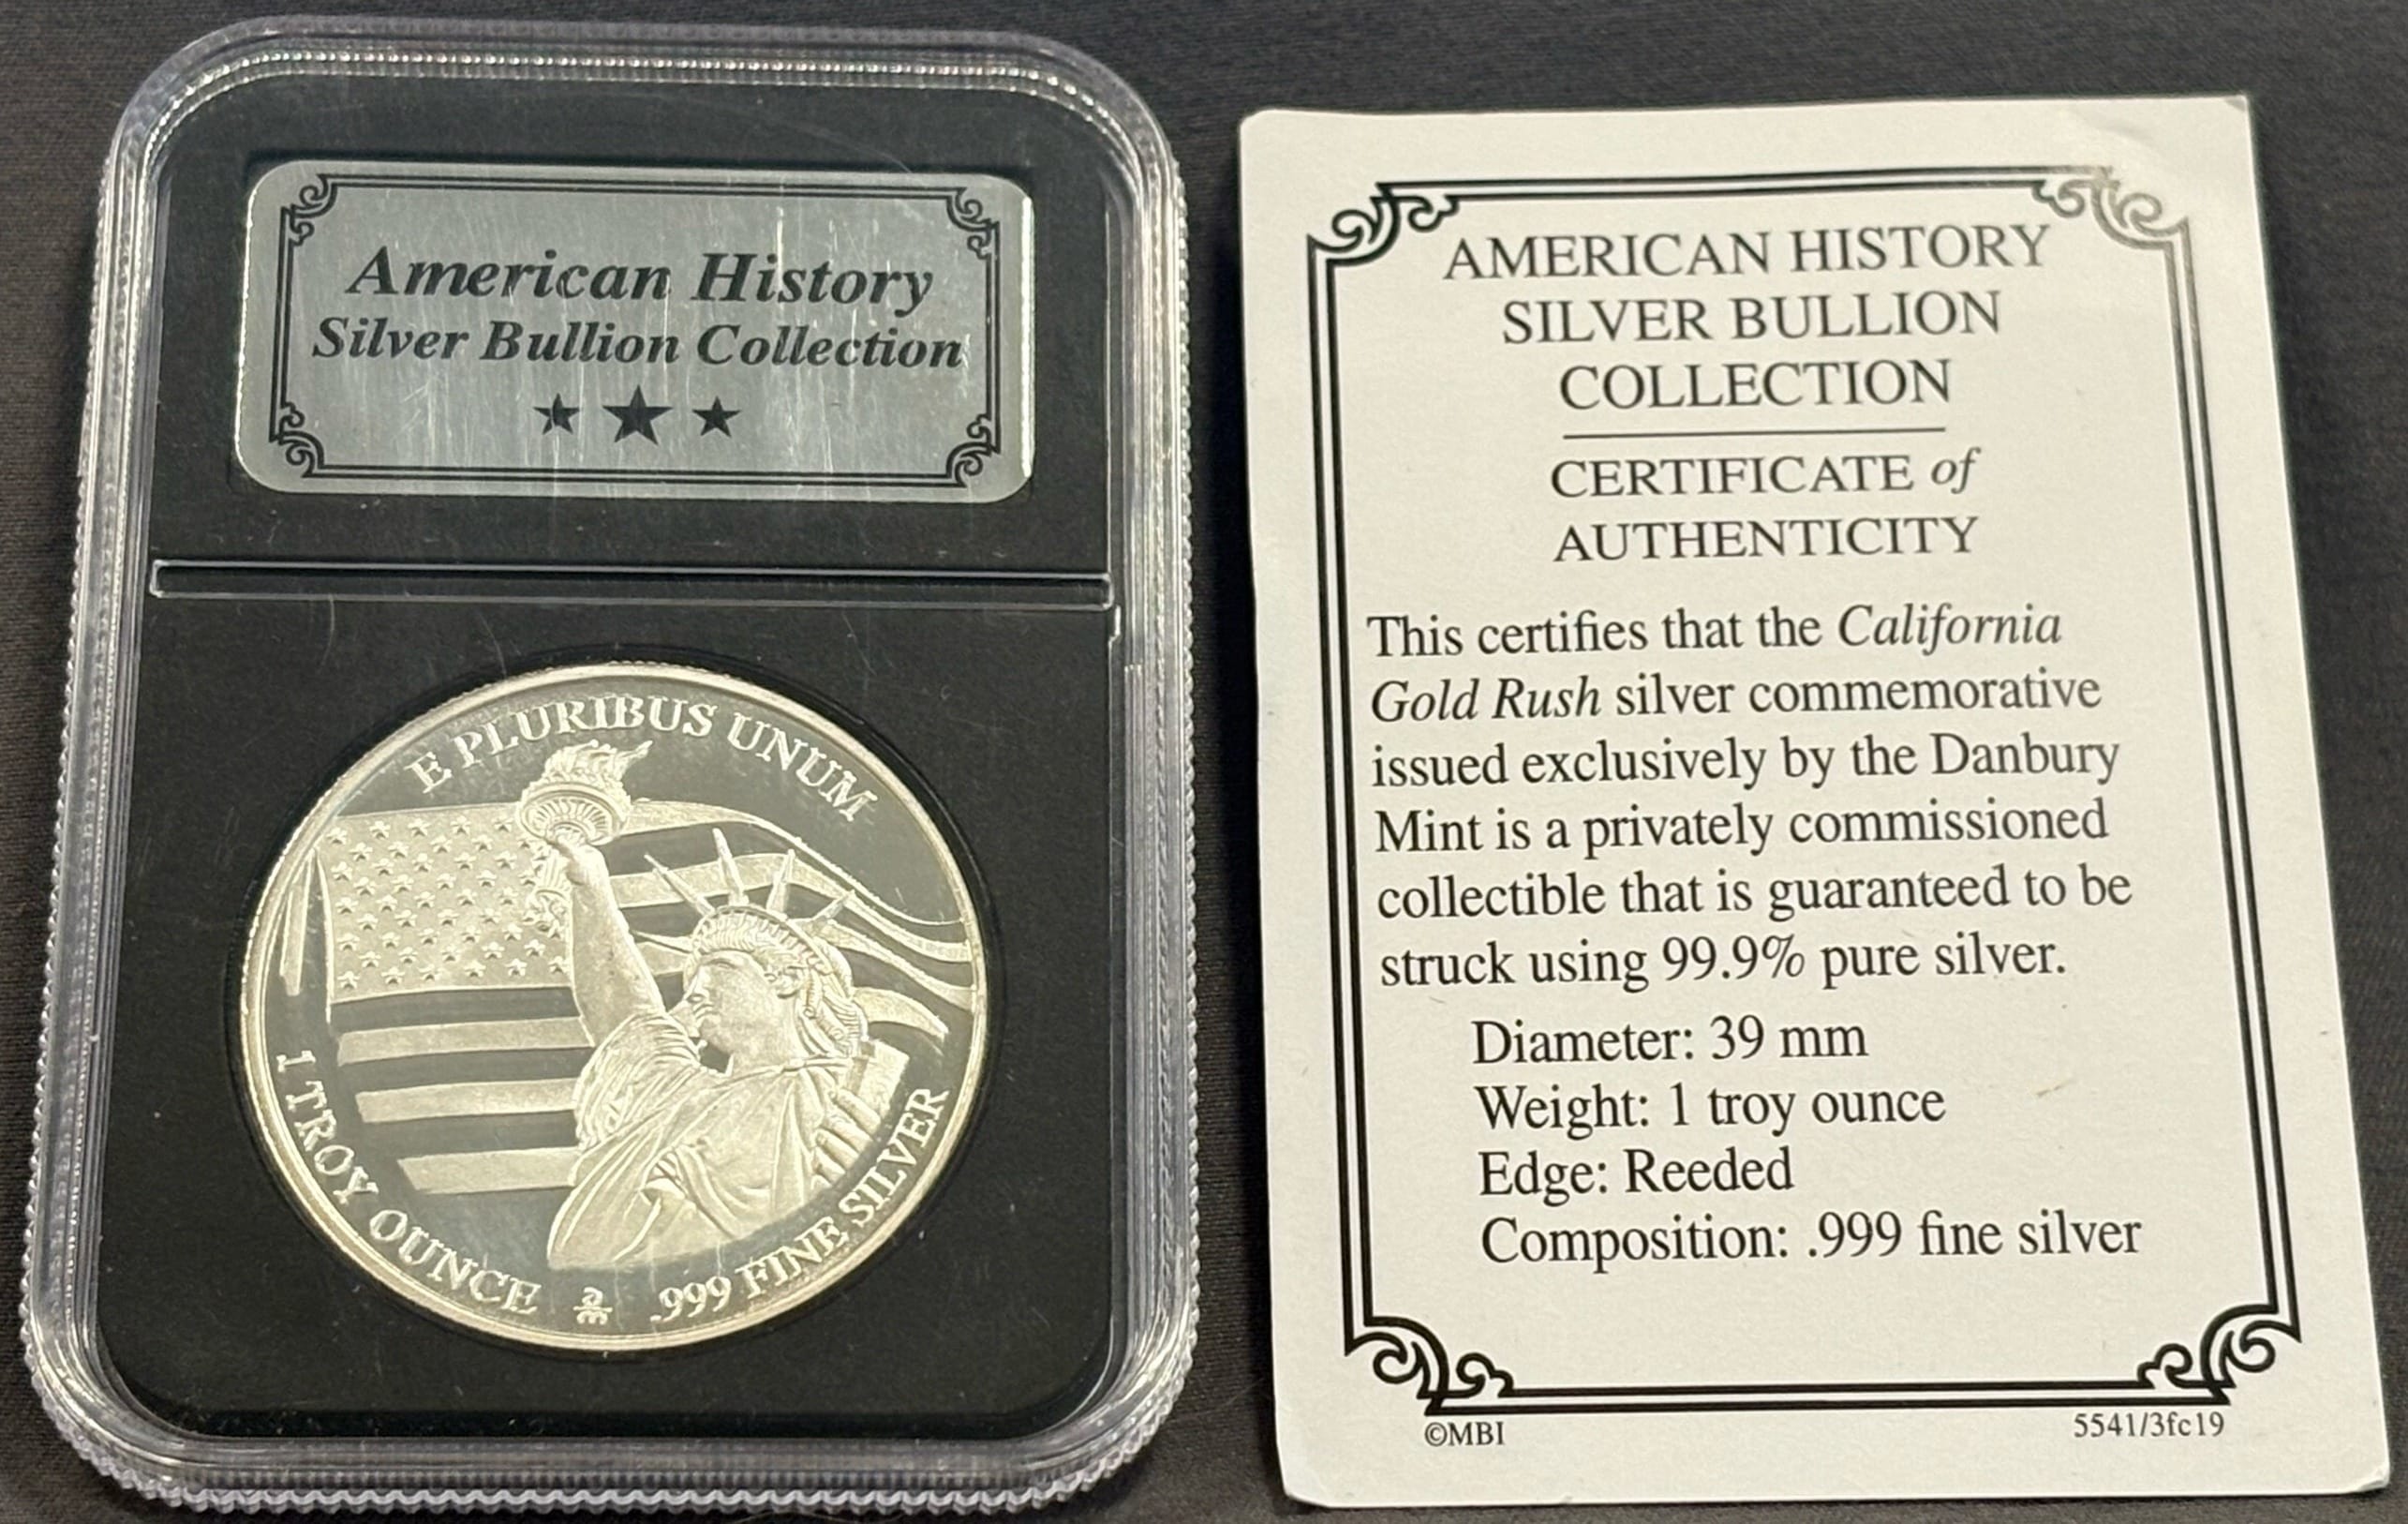 American History
Silver Bullion Collection
E PLURIBUS UNUM
1 TROY OUNCE
.999 FINE SILVER
AMERICAN HISTORY
SILVER BULLION
COLLECTION
CERTIFICATE of
AUTHENTICITY
This certifies that the California
Gold Rush silver commemorative
issued exclusively by the Danbury
Mint is a privately commissioned
collectible that is guaranteed to be
struck using 99.9% pure silver.
Diameter: 39 mm
Weight: 1 troy ounce
Edge: Reeded
Composition: .999 fine silver
©MBI
5541/3fc19